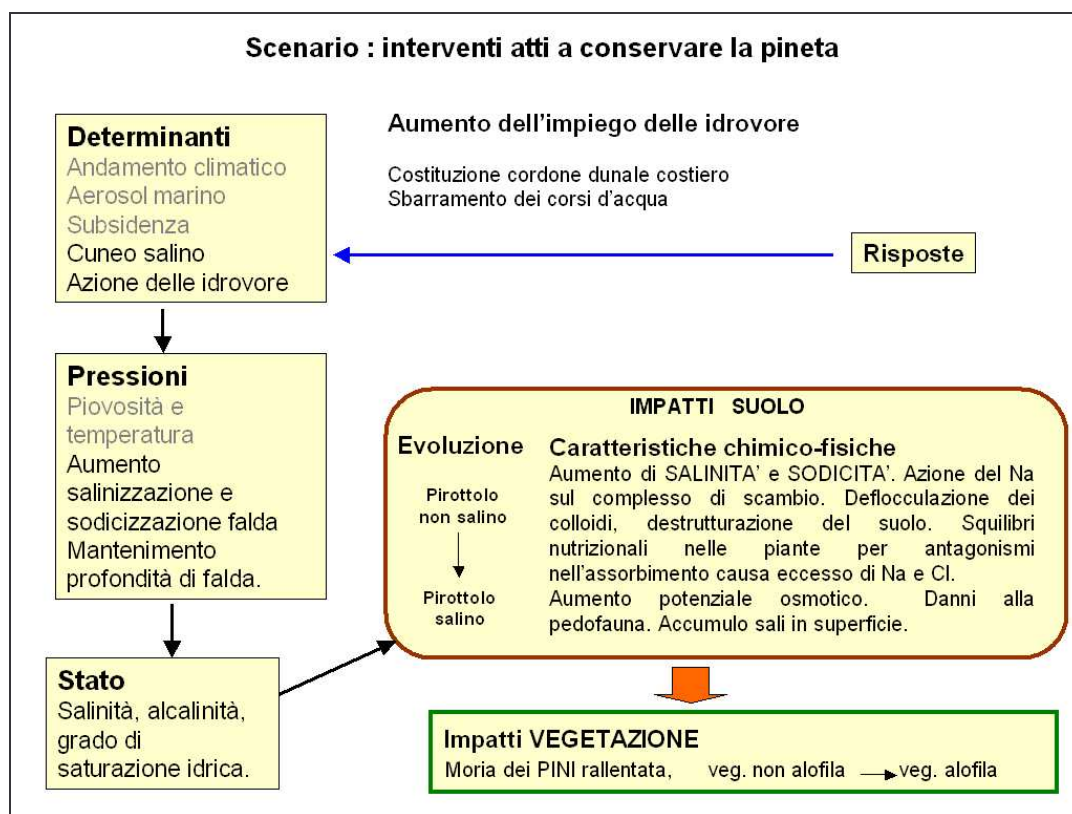 Scenario : interventi atti a conservare la pineta
Determinanti
Andamento climatico
Aerosol marino
Subsidenza
Cuneo salino
Azione delle idrovore
Aumento dell'impiego delle idrovore
Costituzione cordone dunale costiero
Sbarramento dei corsi d'acqua
Risposte
Pressioni
Piovosità e
temperatura
Aumento
salinizzazione e
sodicizzazione falda
Mantenimento
profondità di falda.
Stato
Salinità, alcalinità,
grado di
saturazione idrica.
IMPATTI SUOLO
Evoluzione
Pirottolo
non salino
Pirottolo
salino
Caratteristiche chimico-fisiche
Aumento di SALINITA' e SODICITA'. Azione del Na
sul complesso di scambio. Deflocculazione dei
colloidi, destrutturazione del suolo. Squilibri
nutrizionali nelle piante per antagonismi
nell'assorbimento causa eccesso di Na e Cl.
Aumento potenziale osmotico. Danni alla
pedofauna. Accumulo sali in superficie.
Impatti VEGETAZIONE
Moria dei PINI rallentata, veg. non alofila → veg. alofila